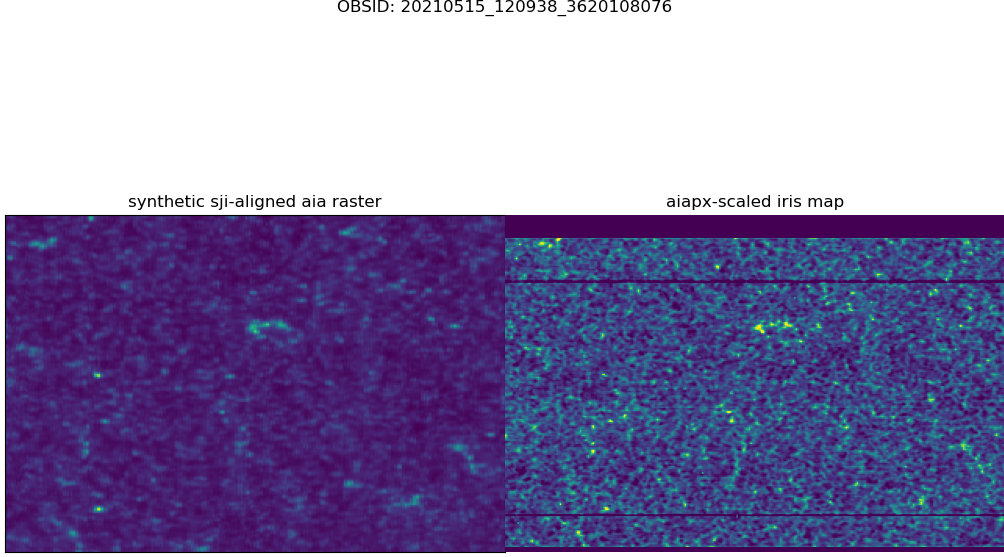 OBSID: 20210515_120938_3620108076
synthetic sji-aligned aia raster
aiapx-scaled iris map